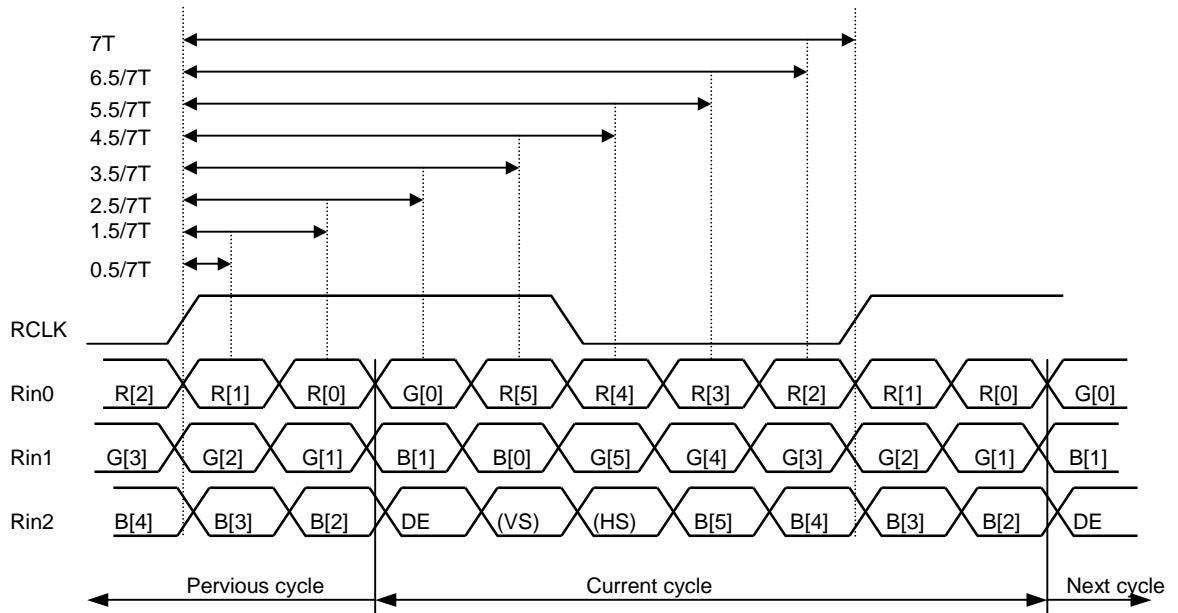 7T
6.5/7T
5.5/7T
4.5/7T
3.5/7T
2.5/7T
1.5/7T
0.5/7T
RCLK
Rin0 R[2] R[1] R[0] G[0] R[5] R[4] R[3] R[2] R[1] R[0] G[0]
Rin1 G[3] G[2] G[1] B[1] B[0] G[5] G[4] G[3] G[2] G[1] B[1]
Rin2 B[4] B[3] B[2] DE (VS) (HS) B[5] B[4] B[3] B[2] DE
Pervious cycle Current cycle Next cycle